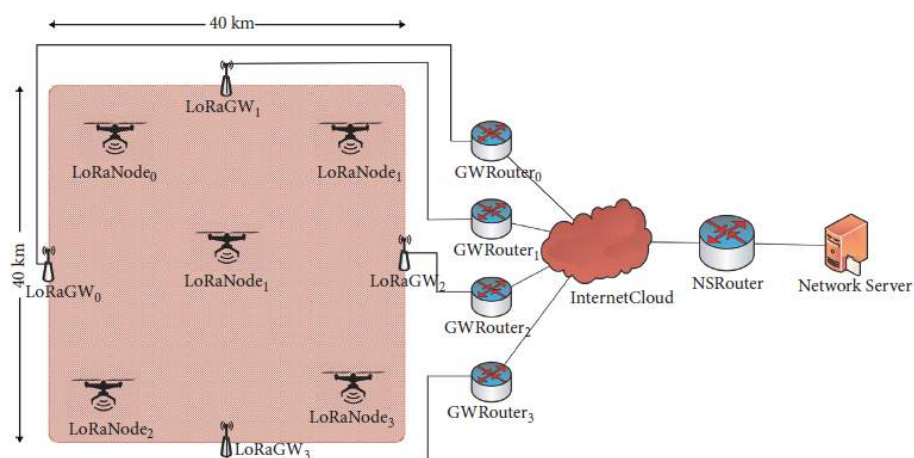 40 km
LoRaGW₁
LoRaNode₀
LoRaNode₁
GWRouter₀
40 km
LoRaGW₀
LoRaNode₁
LoRaGW₂
GWRouter₁
InternetCloud
NSRouter
Network Server
GWRouter₂
LoRaNode₂
LoRaNode₃
GWRouter₃
LoRaGW₃